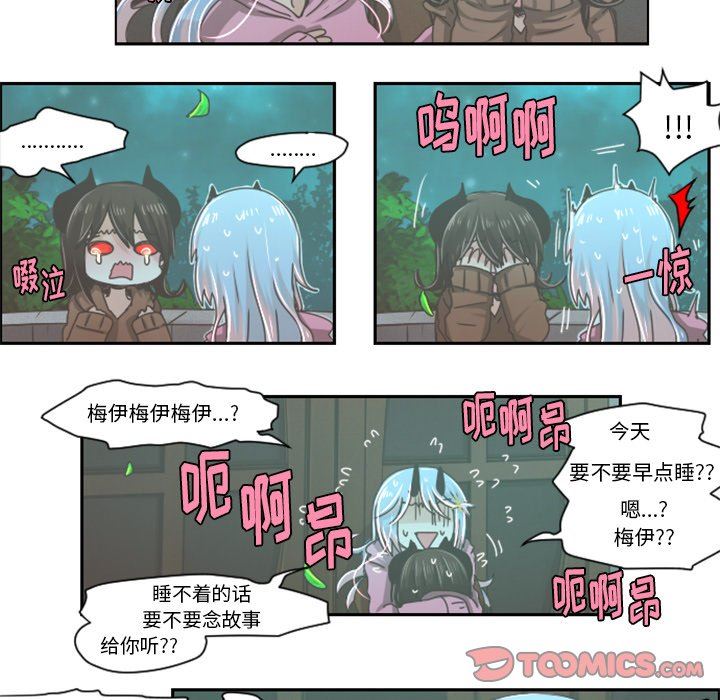 ............
........
啜泣
呜啊啊
!!!
一惊
梅伊梅伊梅伊...?
呃啊昂
呃啊昂
今天
要不要早点睡??
嗯...?
梅伊??
睡不着的话
要不要念故事
给你听??
呃啊昂
TOOMICS.com